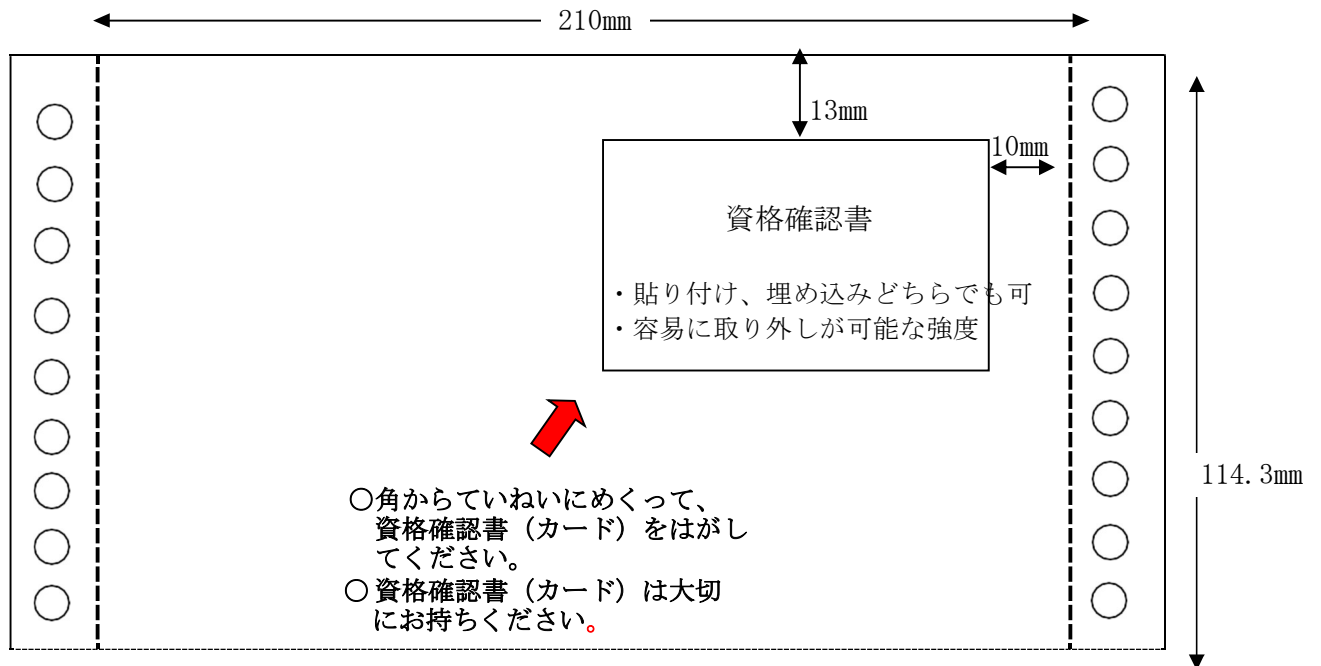 210mm
13mm
10mm
資格確認書
・貼り付け、埋め込みどちらでも可
・容易に取り外しが可能な強度
114.3mm
○角からていねいにめくって、
資格確認書（カード）をはがし
てください。
○資格確認書（カード）は大切
にお持ちください。